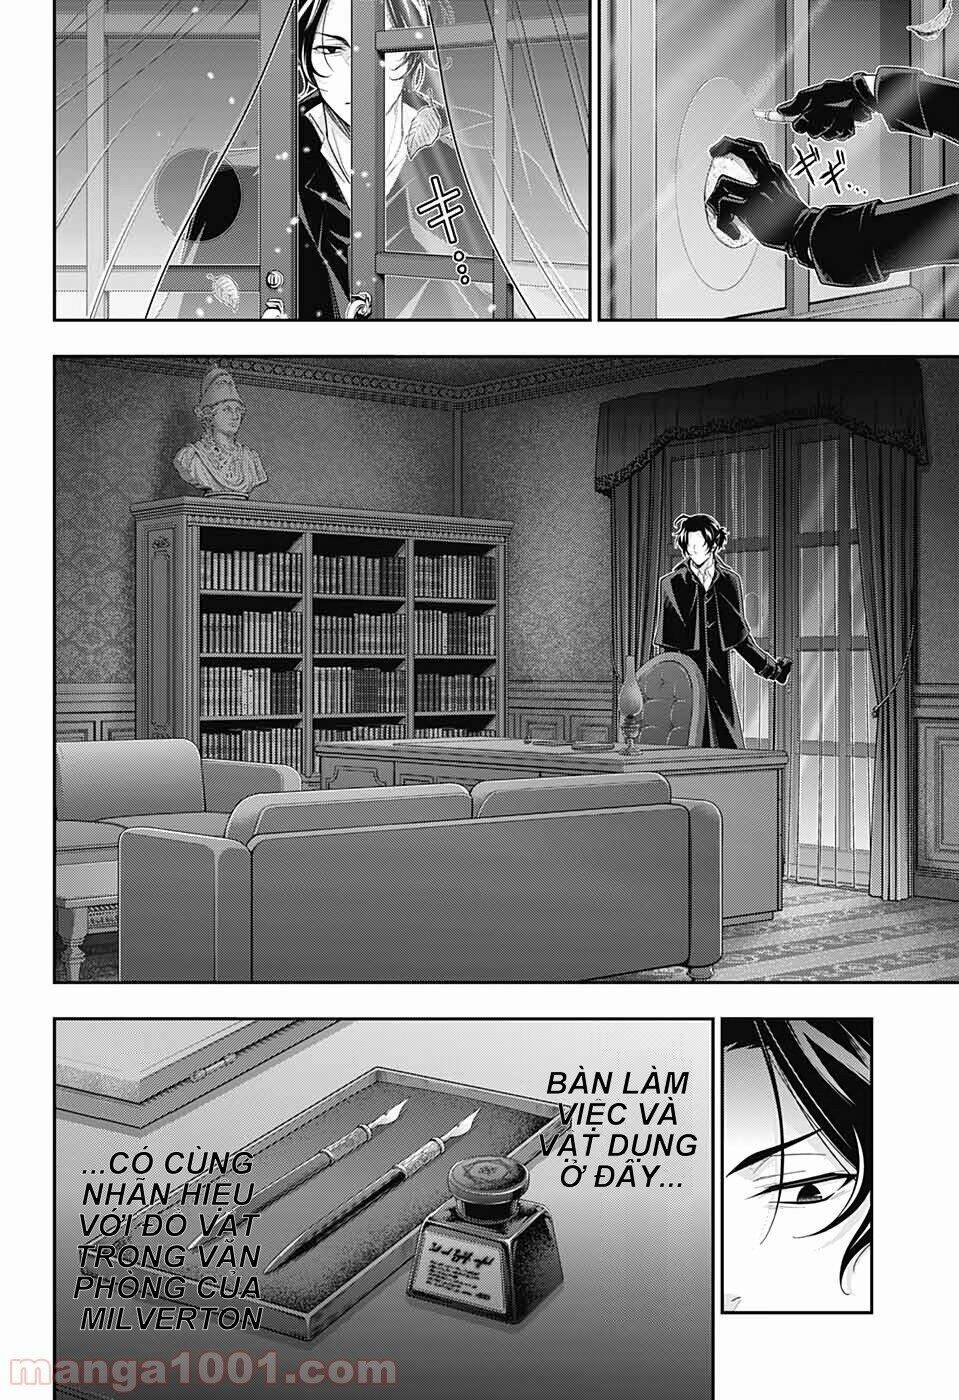 ギギ...
ギ...
BÀN LÀM
VIỆC VÀ
VẬT DỤNG
Ở ĐÂY...
...CÓ CÙNG
NHÃN HIỆU
VỚI ĐỒ VẬT
TRONG VĂN
PHÒNG CỦA
MILVERTON
manga1001.com